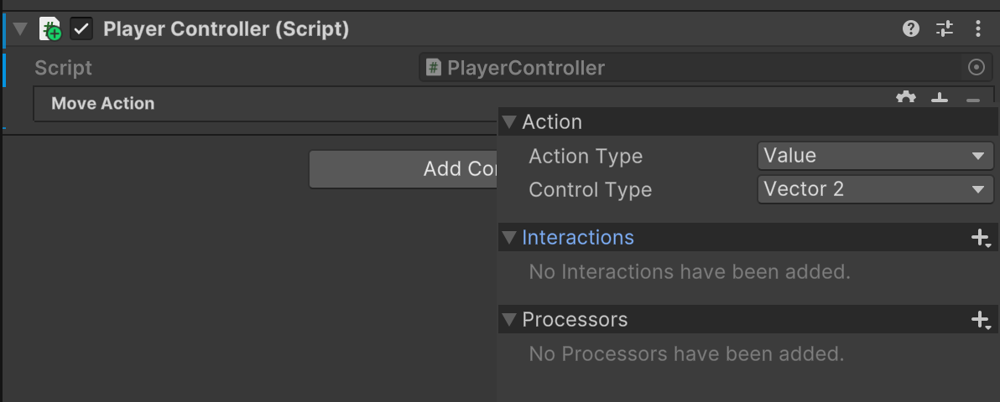 Player Controller (Script)
Script PlayerController
Move Action
Action
Action Type Value
Control Type Vector 2
Add Co
Interactions
No Interactions have been added.
Processors
No Processors have been added.